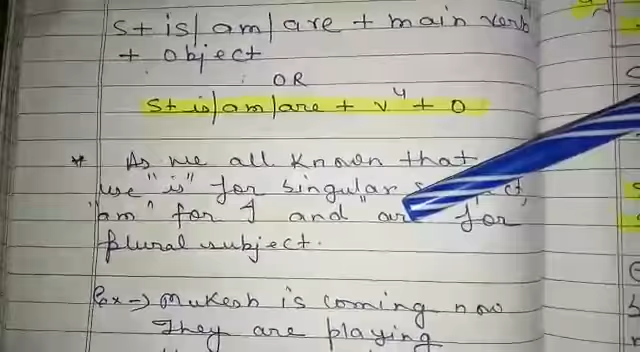 S + is | am | are + main verb
+ object
OR
S + is | am | are + v⁴ + o
* As we all known that
use "is" for singular
"am" for I and "are" for
plural subject.
Ex → Mukesh is coming now
They are playing